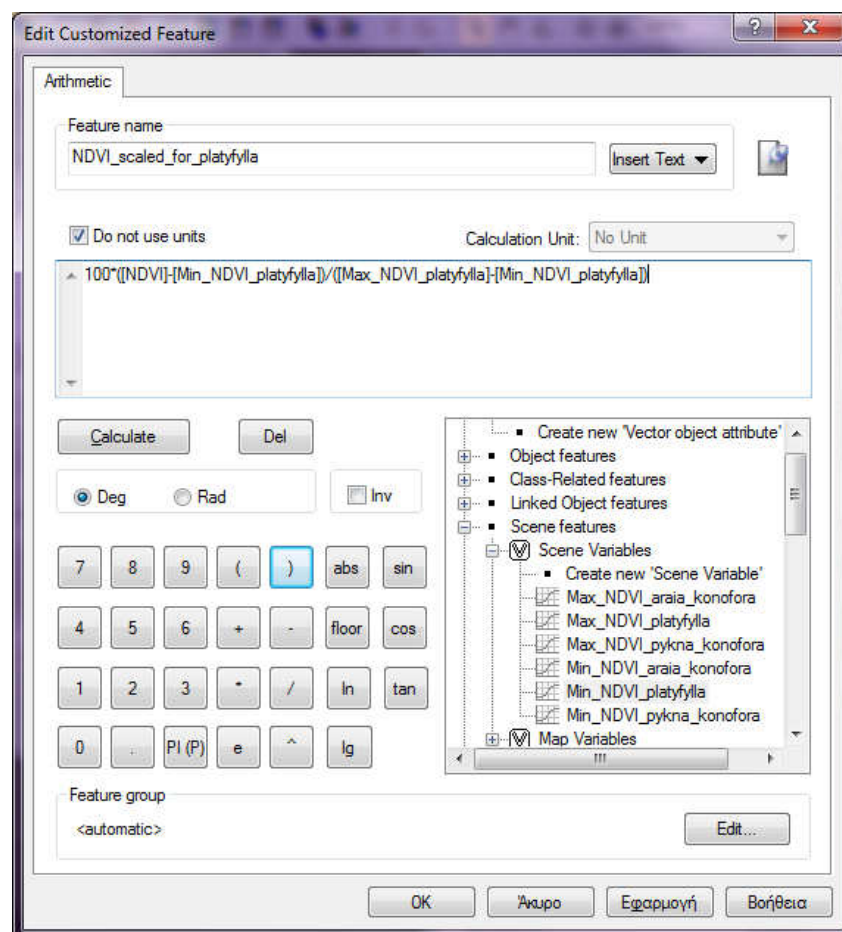 Edit Customized Feature
Arithmetic
Feature name
NDVI_scaled_for_platyfylla
Insert Text
Do not use units
Calculation Unit: No Unit
100*([NDVI]-[Min_NDVI_platyfylla])/([Max_NDVI_platyfylla]-[Min_NDVI_platyfylla])
Calculate Del
Deg Rad Inv
7 8 9 ( ) abs sin
4 5 6 + - floor cos
1 2 3 * / ln tan
0 . PI (P) e ^ lg
Create new 'Vector object attribute'
Object features
Class-Related features
Linked Object features
Scene features
Scene Variables
Create new 'Scene Variable'
Max_NDVI_araia_konofora
Max_NDVI_platyfylla
Max_NDVI_pykna_konofora
Min_NDVI_araia_konofora
Min_NDVI_platyfylla
Min_NDVI_pykna_konofora
Map Variables
Feature group
<automatic>
Edit...
OK Άκυρο Εφαρμογή Βοήθεια